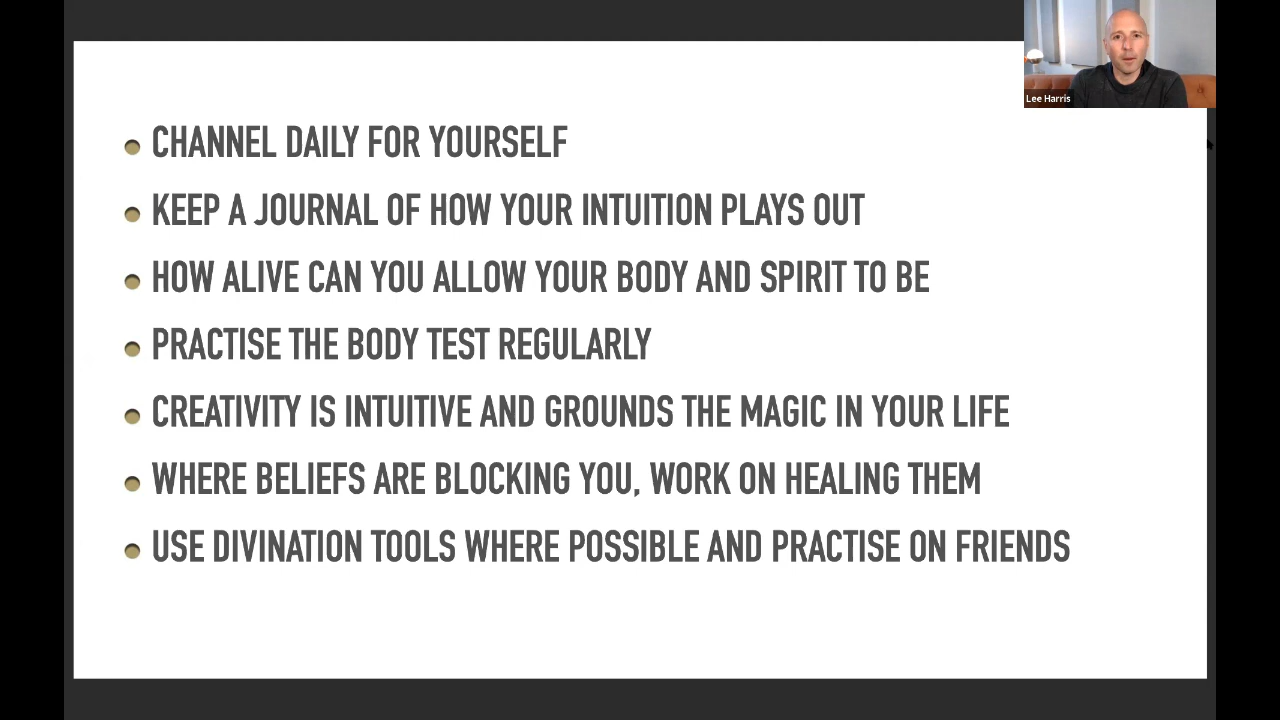 Lee Harris
CHANNEL DAILY FOR YOURSELF
KEEP A JOURNAL OF HOW YOUR INTUITION PLAYS OUT
HOW ALIVE CAN YOU ALLOW YOUR BODY AND SPIRIT TO BE
PRACTISE THE BODY TEST REGULARLY
CREATIVITY IS INTUITIVE AND GROUNDS THE MAGIC IN YOUR LIFE
WHERE BELIEFS ARE BLOCKING YOU, WORK ON HEALING THEM
USE DIVINATION TOOLS WHERE POSSIBLE AND PRACTISE ON FRIENDS